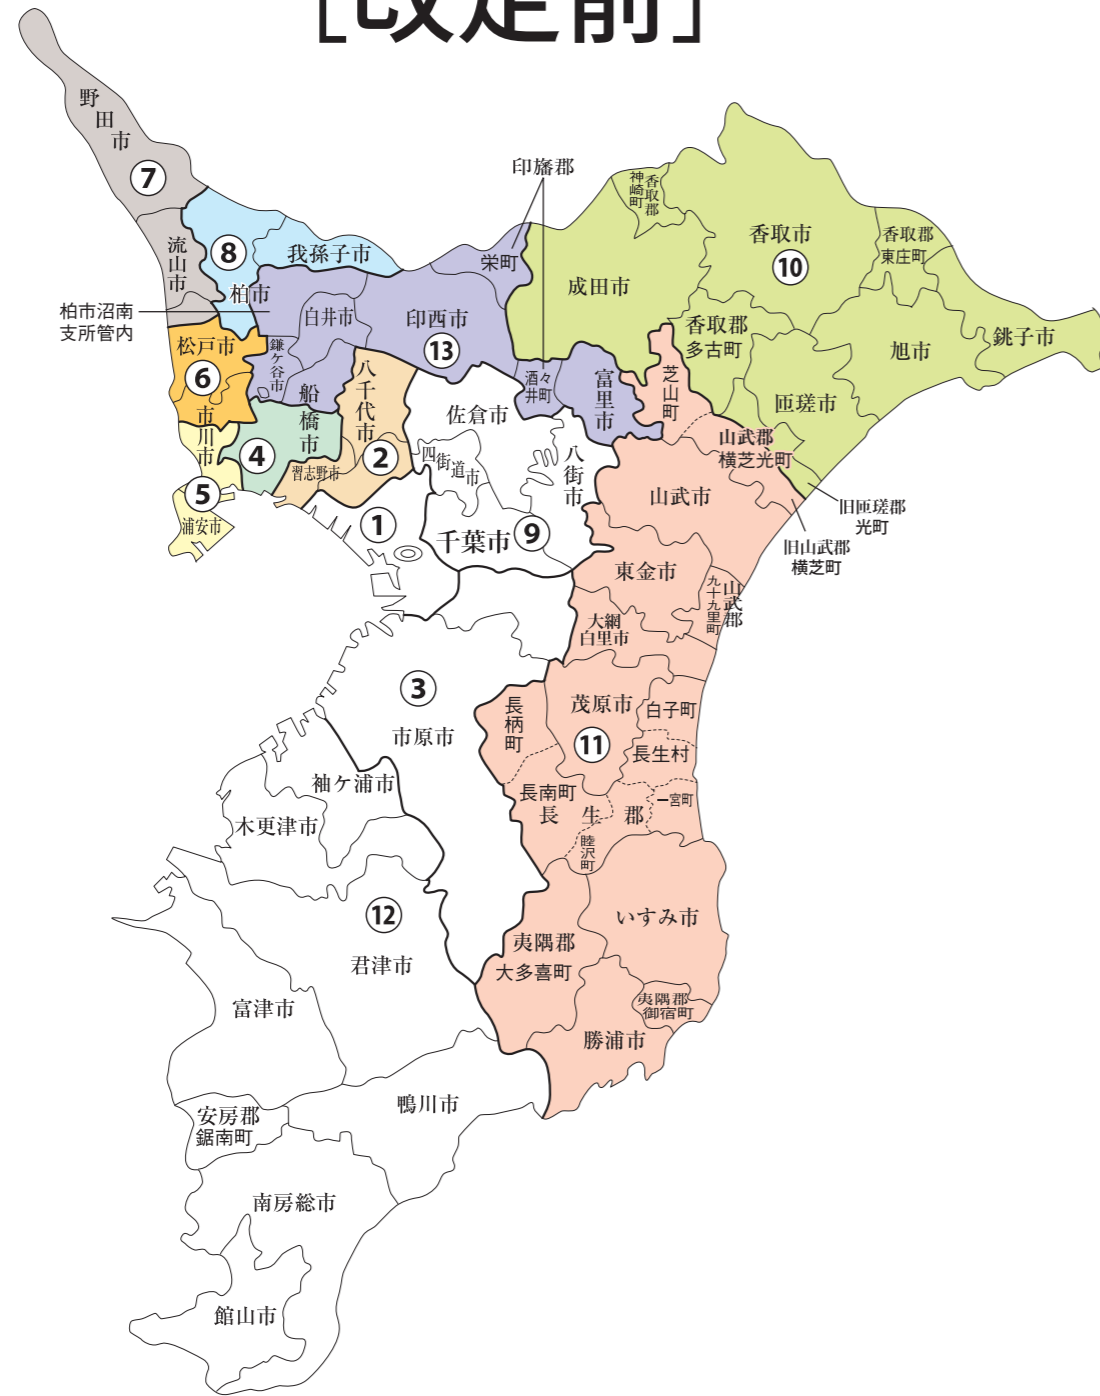 ［改定前］
野田市
⑦
流山市
⑧
柏市
我孫子市
柏市沼南
支所管内
松戸市
⑥
市川市
⑤
浦安市
鎌ケ谷市
白井市
船橋市
④
習志野市
八千代市
②
印西市
⑬
印旛郡
栄町
酒々井町
富里市
成田市
香取郡
神崎町
香取市
⑩
香取郡
東庄町
香取郡
多古町
旭市
銚子市
匝瑳市
芝山町
山武郡
横芝光町
旧匝瑳郡
光町
旧山武郡
横芝町
佐倉市
四街道市
八街市
①
千葉市
⑨
山武市
東金市
山武郡
九十九里町
大網
白里市
③
市原市
長柄町
茂原市
⑪
白子町
長生村
長南町
長生郡
一宮町
睦沢町
袖ケ浦市
木更津市
⑫
君津市
富津市
夷隅郡
大多喜町
いすみ市
夷隅郡
御宿町
勝浦市
鴨川市
安房郡
鋸南町
南房総市
館山市